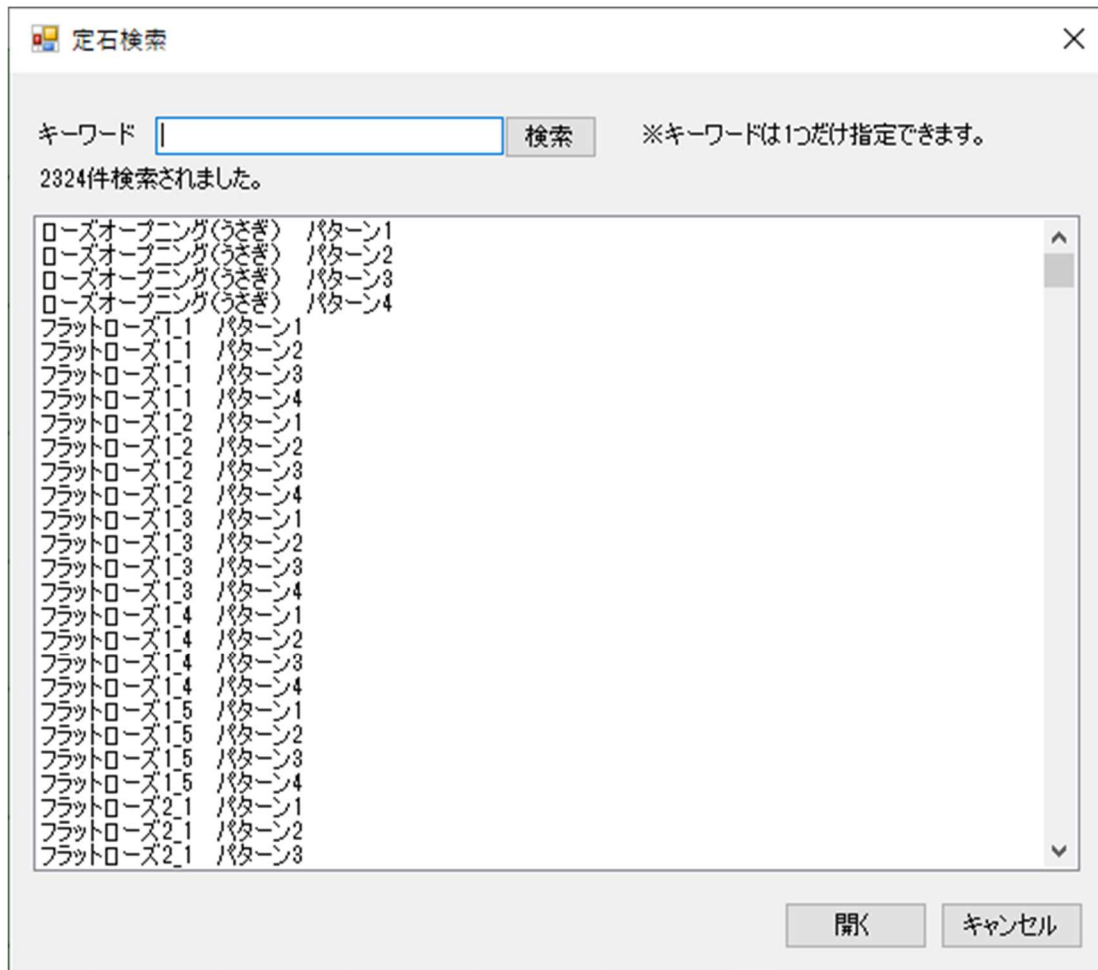 定石検索
キーワード 検索 ※キーワードは1つだけ指定できます。
2324件検索されました。
ローズオープニング(うさぎ) パターン1
ローズオープニング(うさぎ) パターン2
ローズオープニング(うさぎ) パターン3
ローズオープニング(うさぎ) パターン4
フラットローズ1_1 パターン1
フラットローズ1_1 パターン2
フラットローズ1_1 パターン3
フラットローズ1_1 パターン4
フラットローズ1_2 パターン1
フラットローズ1_2 パターン2
フラットローズ1_2 パターン3
フラットローズ1_2 パターン4
フラットローズ1_3 パターン1
フラットローズ1_3 パターン2
フラットローズ1_3 パターン3
フラットローズ1_3 パターン4
フラットローズ1_4 パターン1
フラットローズ1_4 パターン2
フラットローズ1_4 パターン3
フラットローズ1_4 パターン4
フラットローズ1_5 パターン1
フラットローズ1_5 パターン2
フラットローズ1_5 パターン3
フラットローズ1_5 パターン4
フラットローズ2_1 パターン1
フラットローズ2_1 パターン2
フラットローズ2_1 パターン3
開く キャンセル